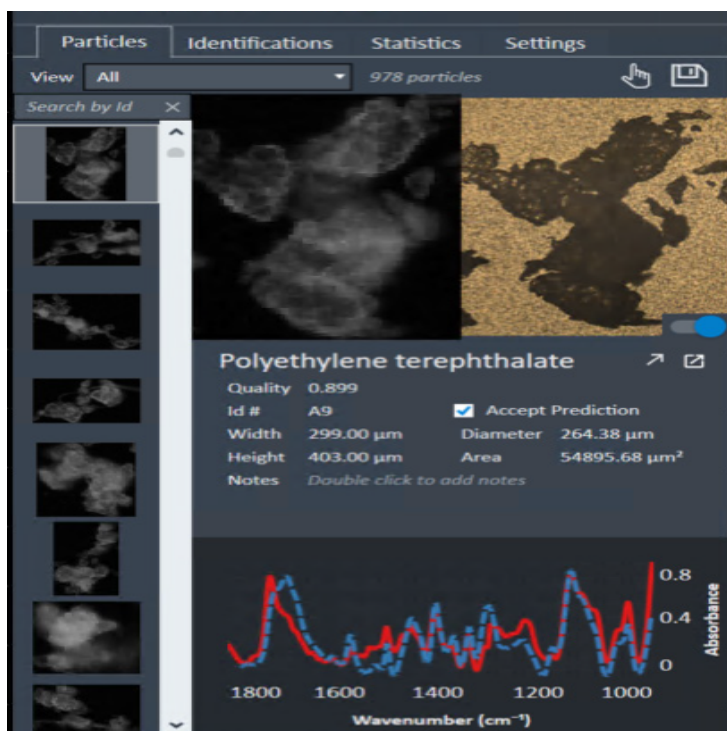 Particles Identifications Statistics Settings
View All 978 particles
Search by Id ×
Polyethylene terephthalate
Quality 0.899
Id # A9 Accept Prediction
Width 299.00 µm Diameter 264.38 µm
Height 403.00 µm Area 54895.68 µm²
Notes Double click to add notes
0.8
0.4
0
Absorbance
1800 1600 1400 1200 1000
Wavenumber (cm⁻¹)